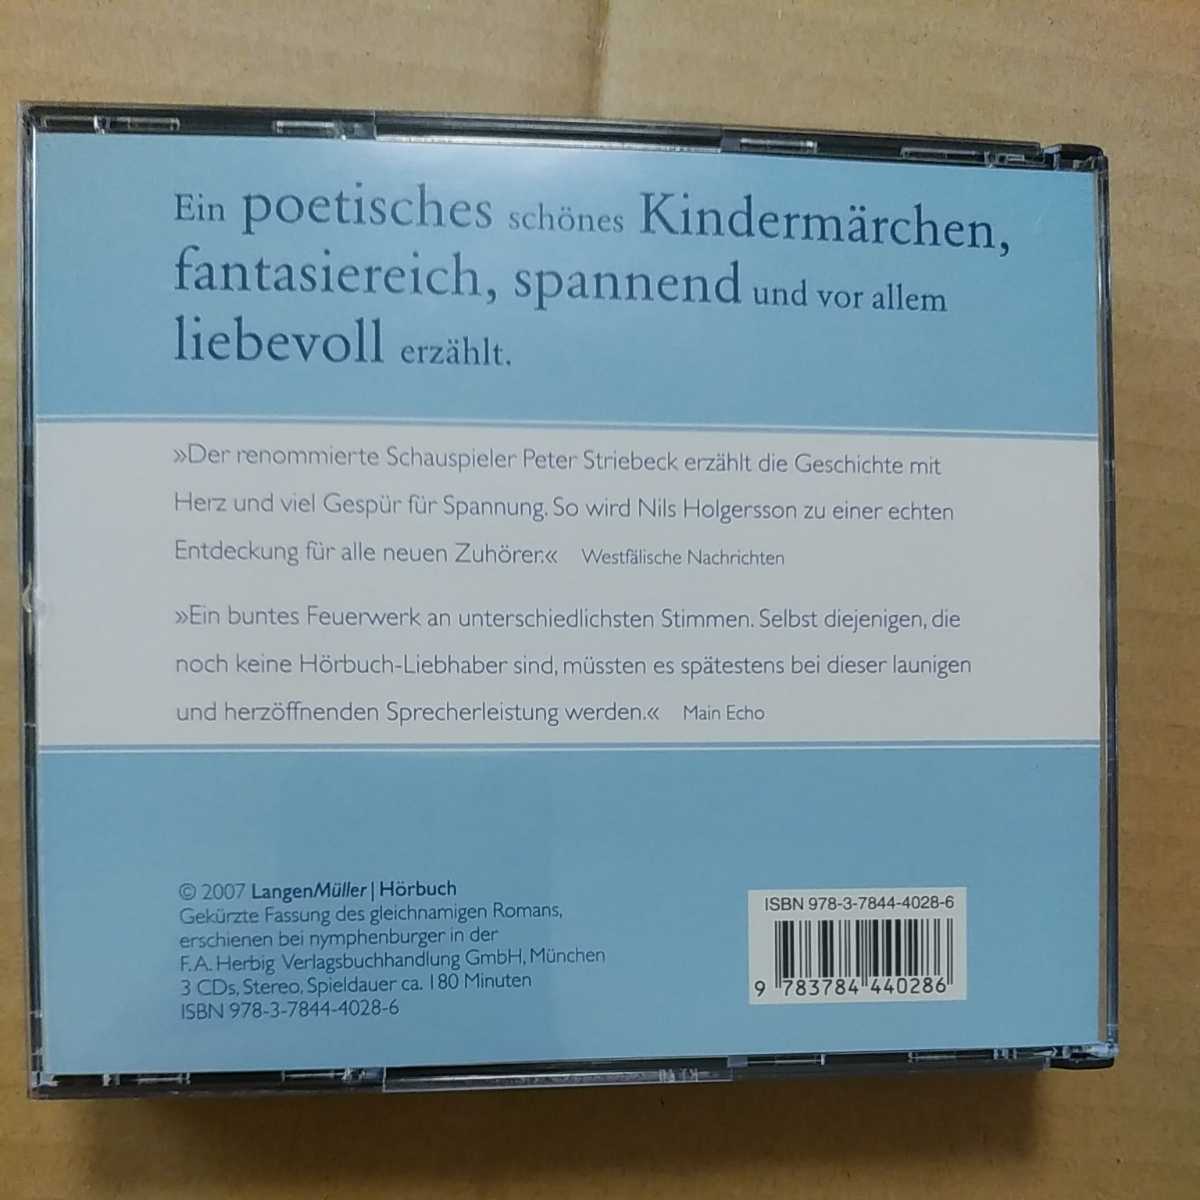 Ein poetisches schönes Kindermärchen,
fantasiereich, spannend und vor allem
liebevoll erzählt.
»Der renommierte Schauspieler Peter Striebeck erzählt die Geschichte mit
Herz und viel Gespür für Spannung. So wird Nils Holgersson zu einer echten
Entdeckung für alle neuen Zuhörer.« Westfälische Nachrichten
»Ein buntes Feuerwerk an unterschiedlichsten Stimmen. Selbst diejenigen, die
noch keine Hörbuch-Liebhaber sind, müssten es spätestens bei dieser launigen
und herzöffnenden Sprecherleistung werden.« Main Echo
© 2007 LangenMüller | Hörbuch
Gekürzte Fassung des gleichnamigen Romans,
erschienen bei nymphenburger in der
F.A. Herbig Verlagsbuchhandlung GmbH, München
3 CDs, Stereo, Spieldauer ca. 180 Minuten
ISBN 978-3-7844-4028-6
ISBN 978-3-7844-4028-6
9 783784 440286